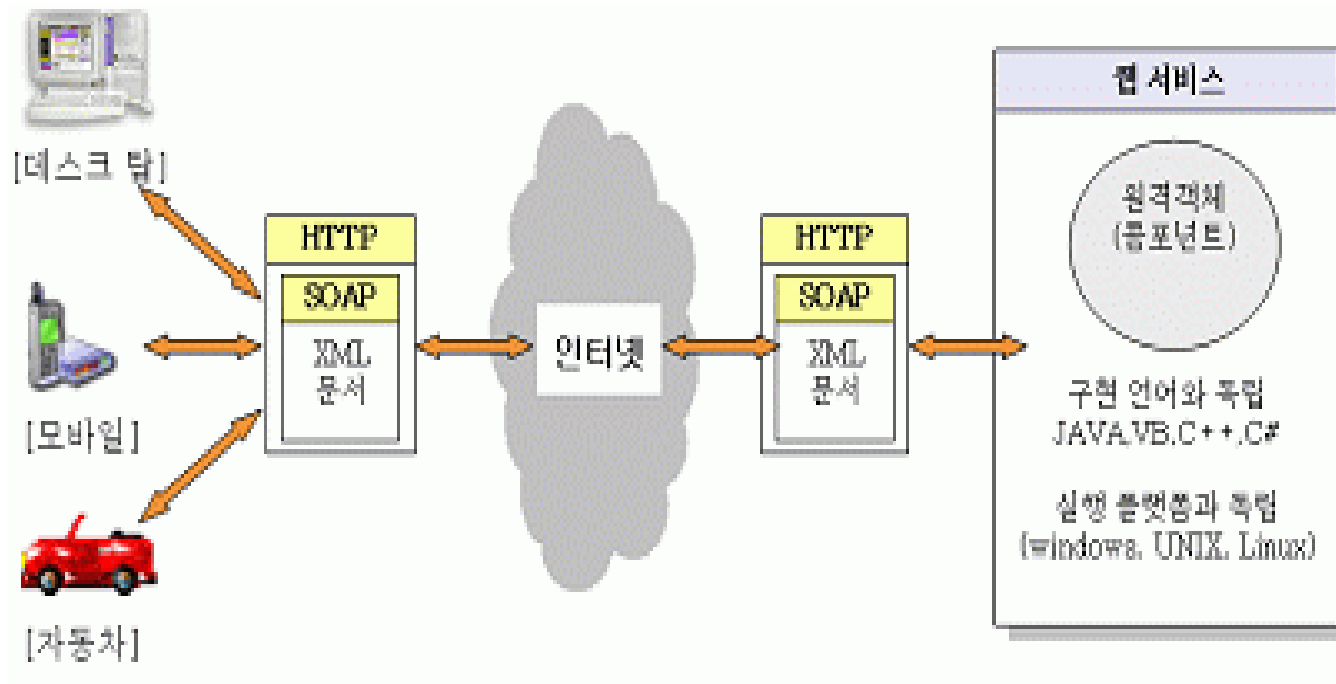 [데스크 탑]
[모바일]
[자동차]
HTTP
SOAP
XML
문서
인터넷
HTTP
SOAP
XML
문서
웹 서비스
원격객체
(콤포넌트)
구현 언어와 독립
JAVA,VB,C++,C#
실행 플랫폼과 독립
(windows, UNIX, Linux)